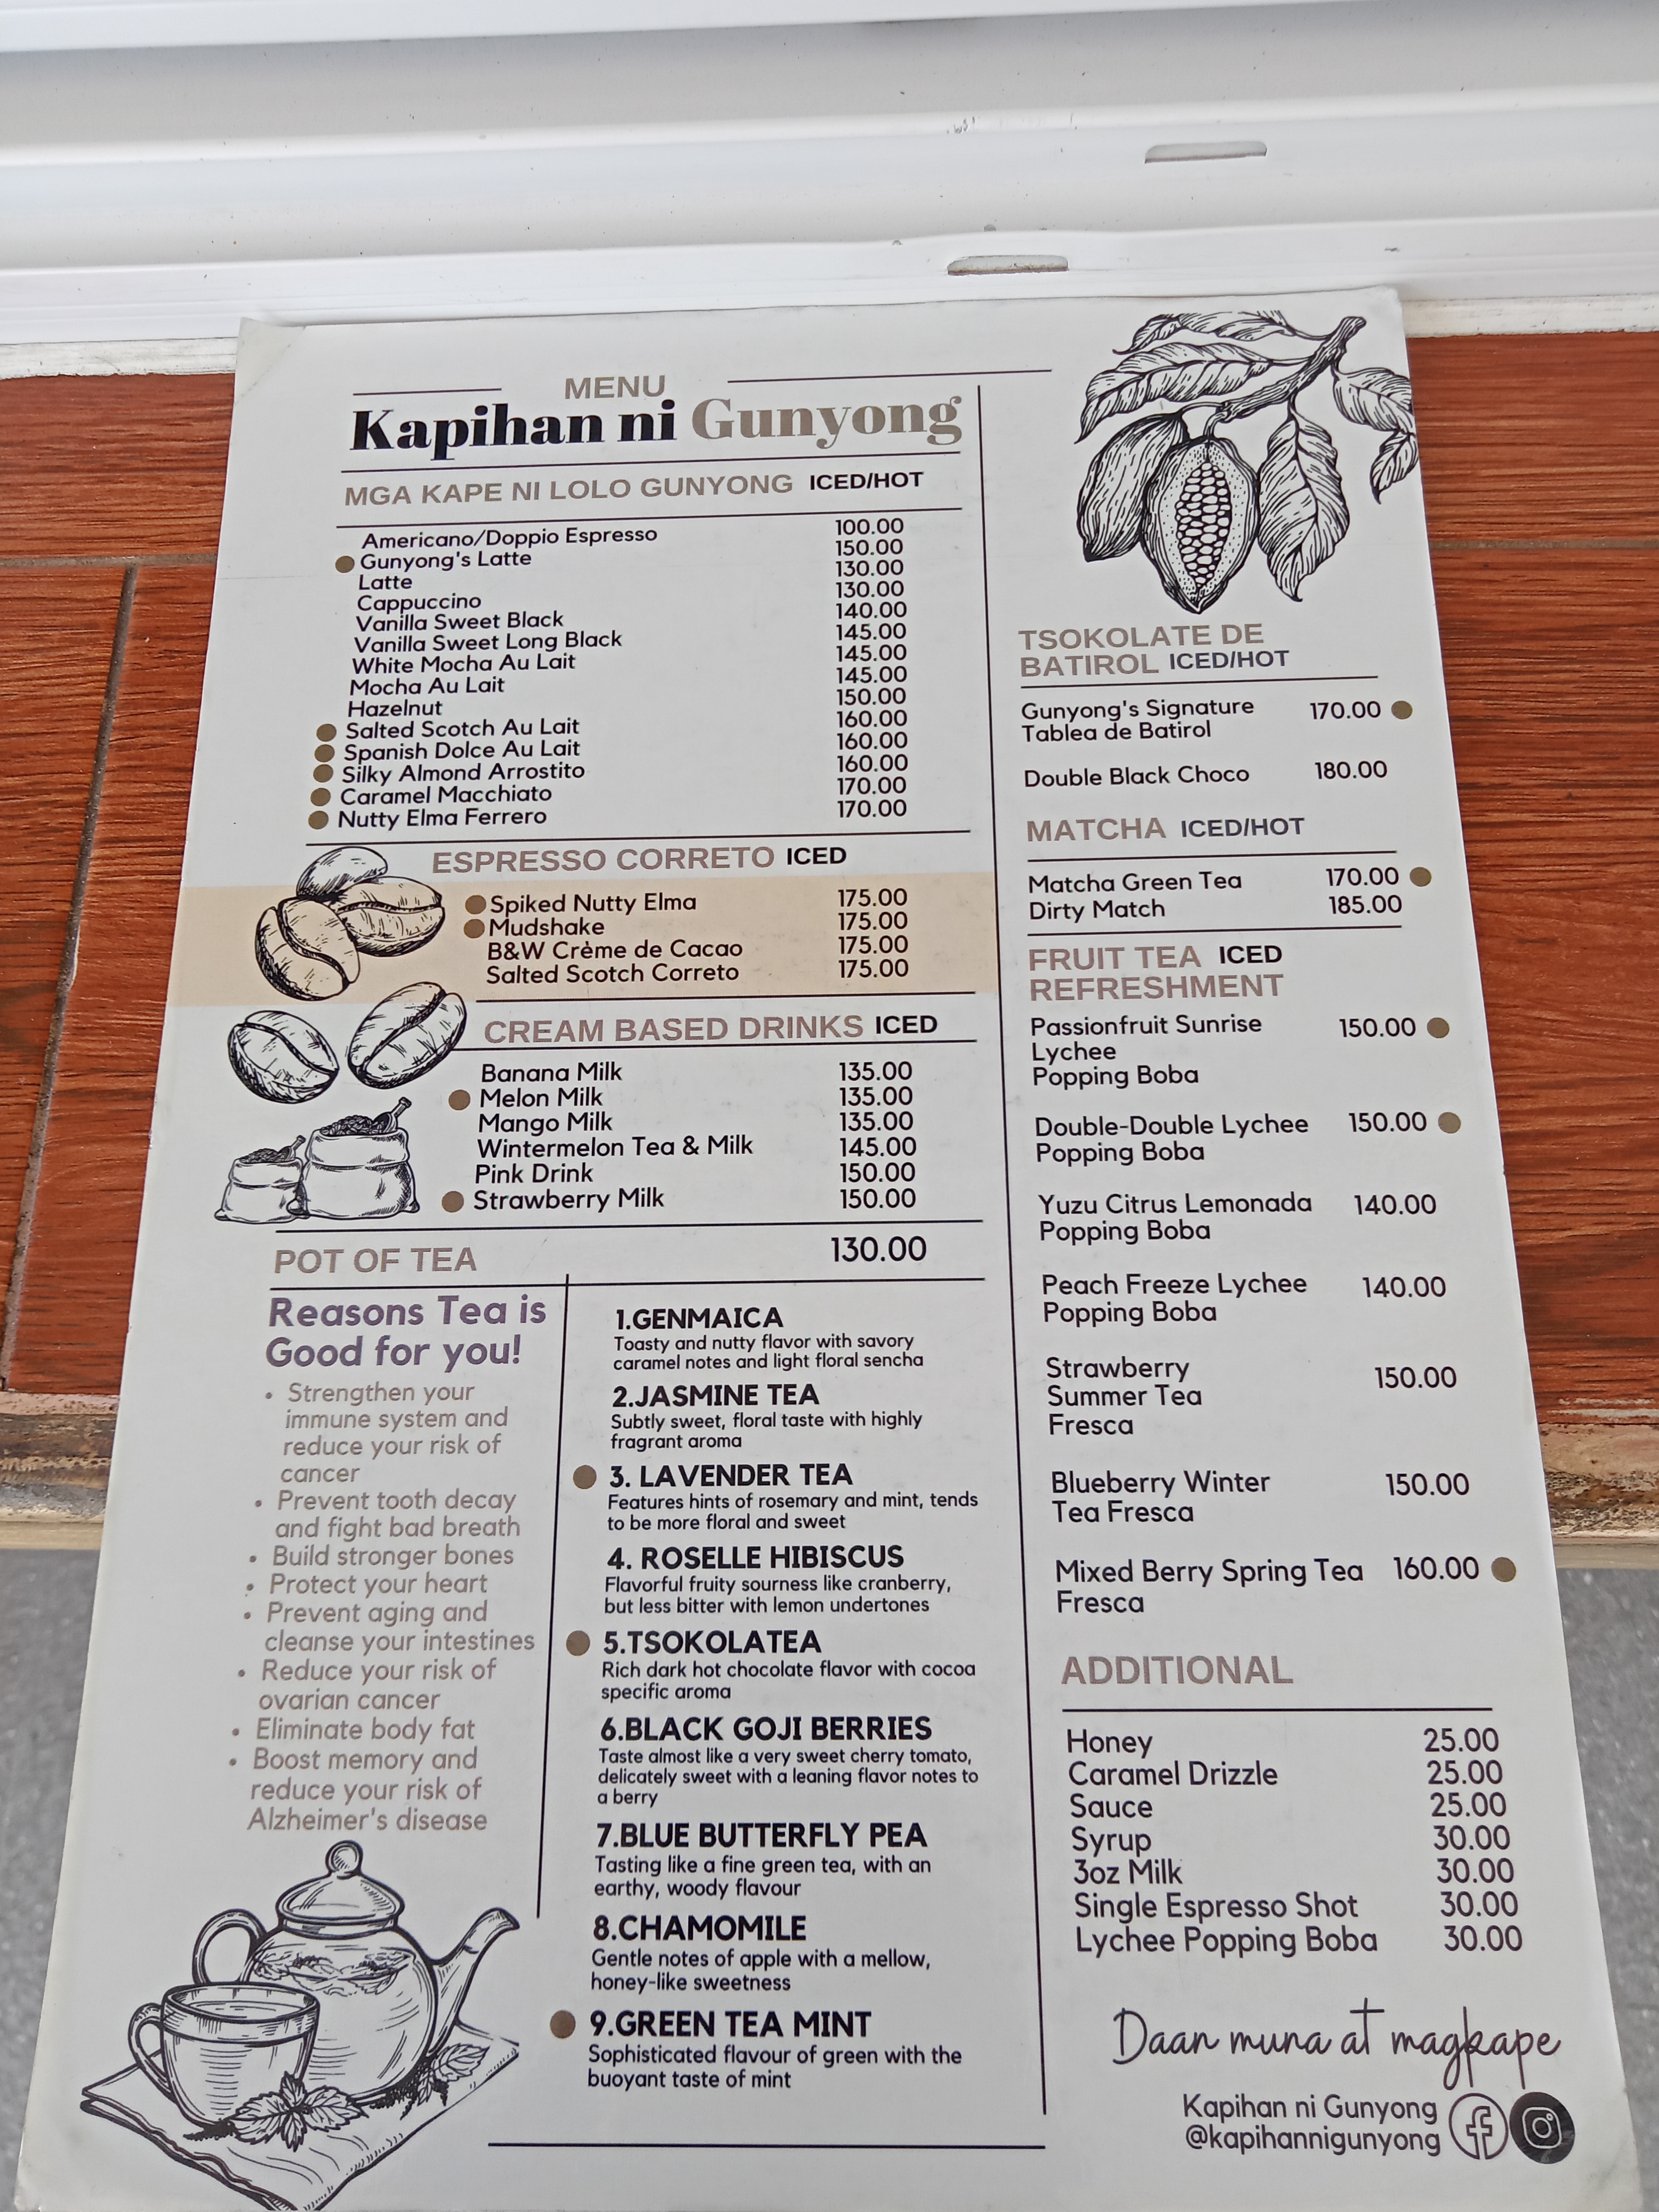 MENU
Kapihan ni Gunyong
MGA KAPE NI LOLO GUNYONG ICED/HOT
Americano/Doppio Espresso 100.00
Gunyong's Latte 150.00
Latte 130.00
Cappuccino 130.00
Vanilla Sweet Black 140.00
Vanilla Sweet Long Black 145.00
White Mocha Au Lait 145.00
Mocha Au Lait 145.00
Hazelnut 150.00
Salted Scotch Au Lait 160.00
Spanish Dolce Au Lait 160.00
Silky Almond Arrostito 160.00
Caramel Macchiato 170.00
Nutty Elma Ferrero 170.00
ESPRESSO CORRETO ICED
Spiked Nutty Elma 175.00
Mudshake 175.00
B&W Crème de Cacao 175.00
Salted Scotch Correto 175.00
CREAM BASED DRINKS ICED
Banana Milk 135.00
Melon Milk 135.00
Mango Milk 135.00
Wintermelon Tea & Milk 145.00
Pink Drink 150.00
Strawberry Milk 150.00
POT OF TEA 130.00
Reasons Tea is
Good for you!
• Strengthen your
immune system and
reduce your risk of
cancer
• Prevent tooth decay
and fight bad breath
• Build stronger bones
• Protect your heart
• Prevent aging and
cleanse your intestines
• Reduce your risk of
ovarian cancer
• Eliminate body fat
• Boost memory and
reduce your risk of
Alzheimer's disease
1.GENMAICA
Toasty and nutty flavor with savory
caramel notes and light floral sencha
2.JASMINE TEA
Subtly sweet, floral taste with highly
fragrant aroma
3. LAVENDER TEA
Features hints of rosemary and mint, tends
to be more floral and sweet
4. ROSELLE HIBISCUS
Flavorful fruity sourness like cranberry,
but less bitter with lemon undertones
5.TSOKOLATEA
Rich dark hot chocolate flavor with cocoa
specific aroma
6.BLACK GOJI BERRIES
Taste almost like a very sweet cherry tomato,
delicately sweet with a leaning flavor notes to
a berry
7.BLUE BUTTERFLY PEA
Tasting like a fine green tea, with an
earthy, woody flavour
8.CHAMOMILE
Gentle notes of apple with a mellow,
honey-like sweetness
9.GREEN TEA MINT
Sophisticated flavour of green with the
buoyant taste of mint
TSOKOLATE DE
BATIROL ICED/HOT
Gunyong's Signature 170.00
Tablea de Batirol
Double Black Choco 180.00
MATCHA ICED/HOT
Matcha Green Tea 170.00
Dirty Match 185.00
FRUIT TEA ICED
REFRESHMENT
Passionfruit Sunrise 150.00
Lychee
Popping Boba
Double-Double Lychee 150.00
Popping Boba
Yuzu Citrus Lemonada 140.00
Popping Boba
Peach Freeze Lychee 140.00
Popping Boba
Strawberry
Summer Tea 150.00
Fresca
Blueberry Winter 150.00
Tea Fresca
Mixed Berry Spring Tea 160.00
Fresca
ADDITIONAL
Honey 25.00
Caramel Drizzle 25.00
Sauce 25.00
Syrup 30.00
3oz Milk 30.00
Single Espresso Shot 30.00
Lychee Popping Boba 30.00
Daan muna at magkape
Kapihan ni Gunyong
@kapihannigunyong